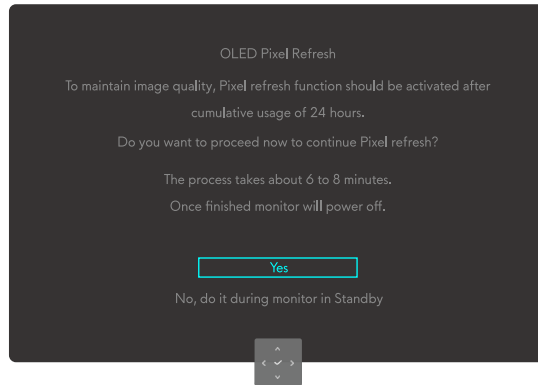 OLED Pixel Refresh
To maintain image quality, Pixel refresh function should be activated after
cumulative usage of 24 hours.
Do you want to proceed now to continue Pixel refresh?
The process takes about 6 to 8 minutes.
Once finished monitor will power off.
Yes
No, do it during monitor in Standby